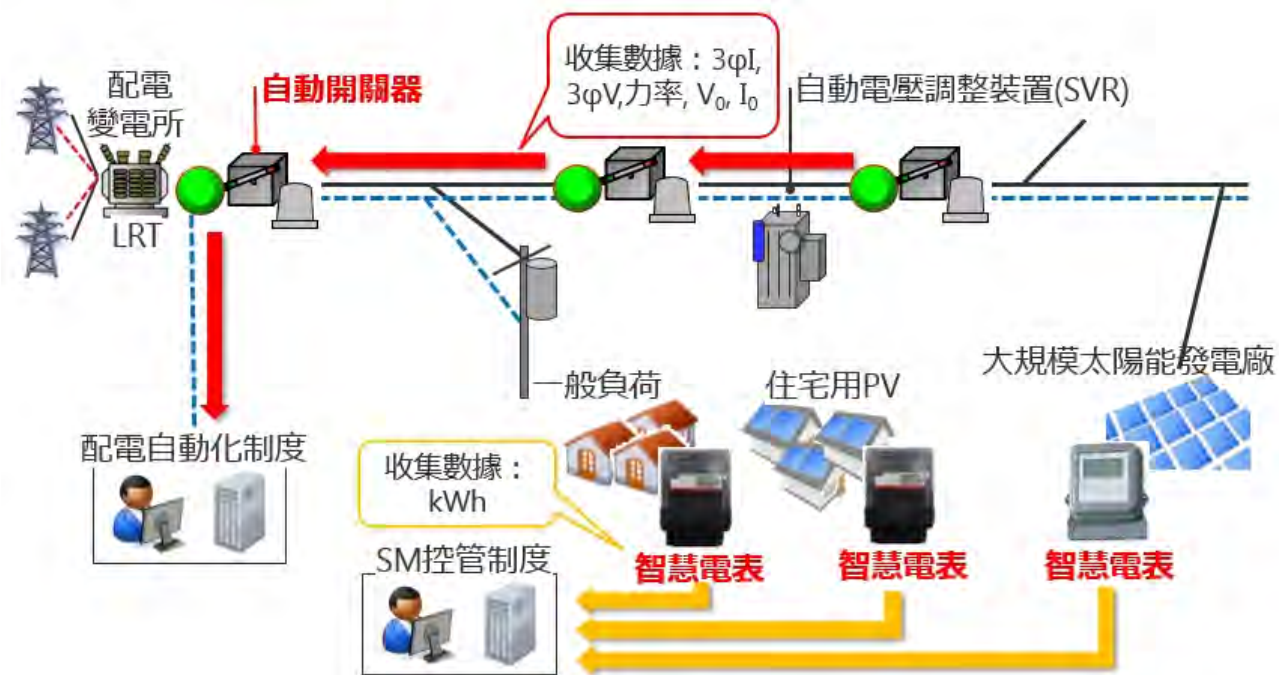 配電
變電所
LRT
自動開關器
收集數據：3φI,
3φV,力率, V₀, I₀
自動電壓調整裝置(SVR)
一般負荷
住宅用PV
大規模太陽能發電廠
配電自動化制度
收集數據：
kWh
智慧電表
智慧電表
智慧電表
SM控管制度